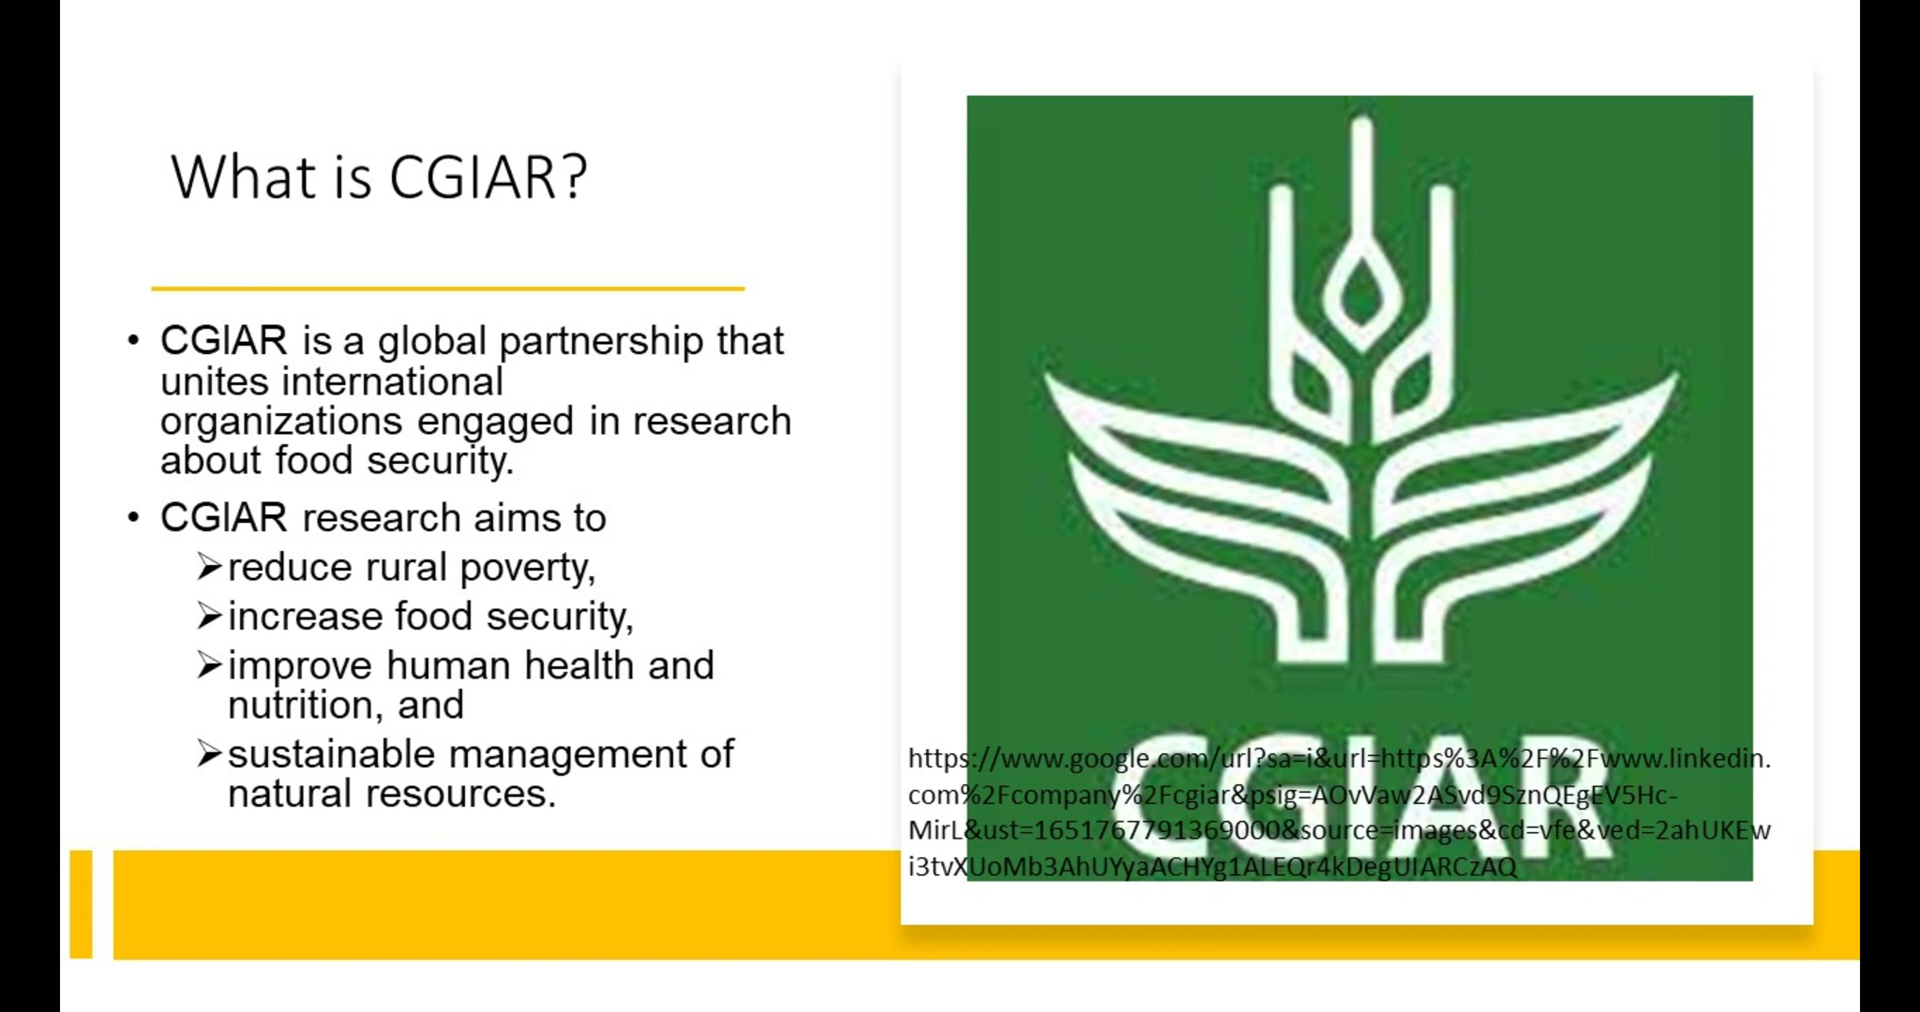 What is CGIAR?
• CGIAR is a global partnership that
unites international
organizations engaged in research
about food security.
• CGIAR research aims to
➢reduce rural poverty,
➢increase food security,
➢improve human health and
nutrition, and
➢sustainable management of
natural resources.
CGIAR
https://www.google.com/url?sa=i&url=https%3A%2F%2Fwww.linkedin.
com%2Fcompany%2Fcgiar&psig=AOvVaw2ASvd9SznQEgEV5Hc-
MirL&ust=1651767791369000&source=images&cd=vfe&ved=2ahUKEw
i3tvXUoMb3AhUYyaACHYg1ALEQr4kDegUIARCzAQ